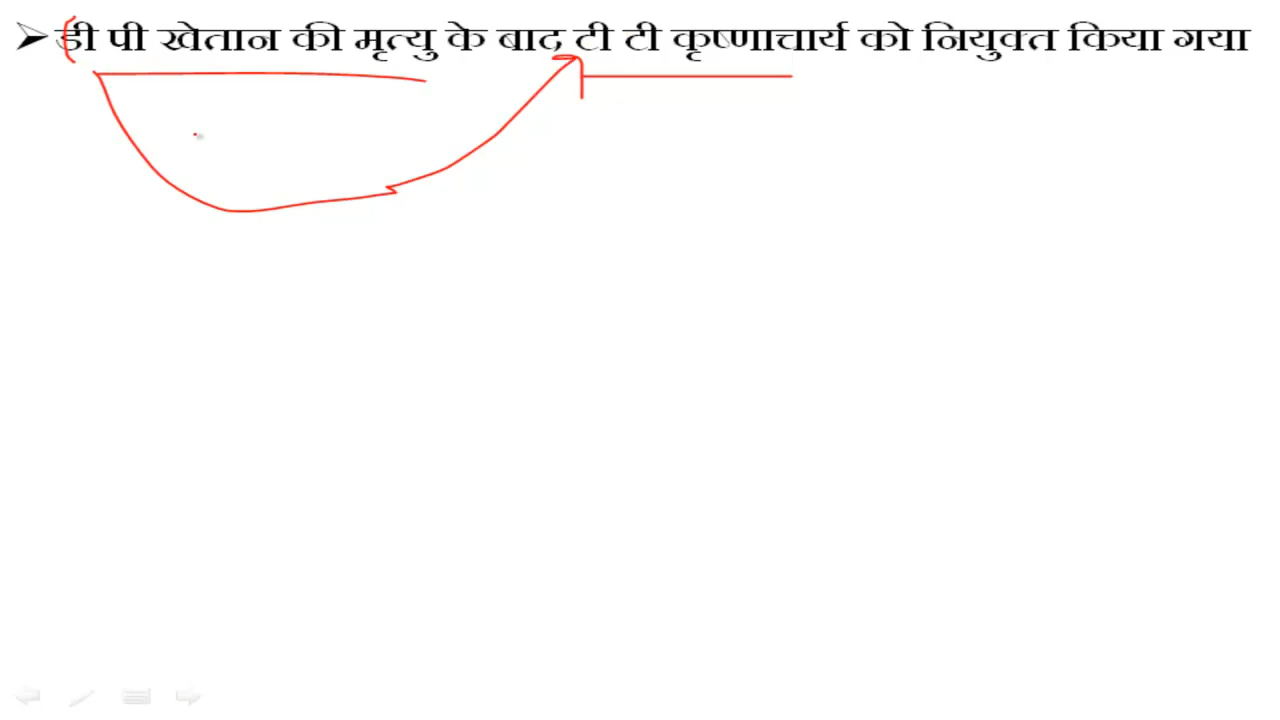 ➢ डी पी खेतान की मृत्यु के बाद टी टी कृष्णाचार्य को नियुक्त किया गया